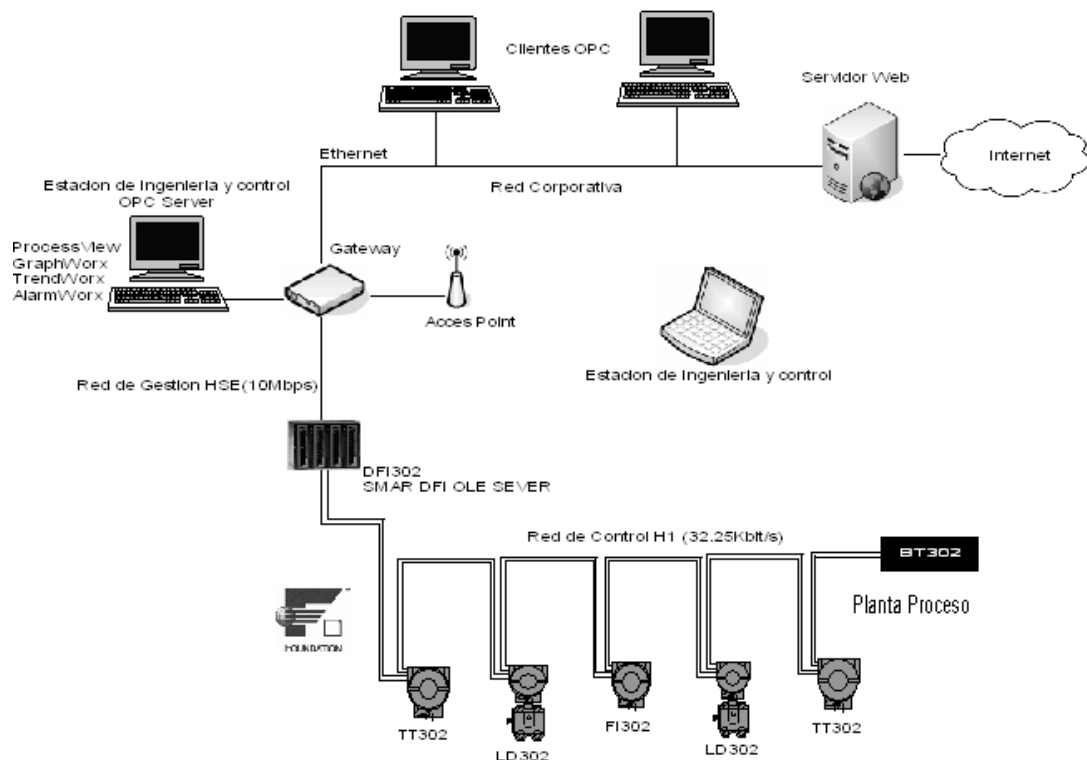 Clientes OPC
Servidor Web
Internet
Ethernet
Red Corporativa
Estacion de Ingenieria y control
OPC Server
ProcessView
GraphWorx
TrendWorx
AlarmWorx
Gateway
Acces Point
Estacion de Ingenieria y control
Red de Gestion HSE(10Mbps)
DFI302
SMAR DFI OLE SEVER
Red de Control H1 (32.25Kbit/s)
BT302
Planta Proceso
FOUNDATION
TT302
LD302
FI302
LD302
TT302